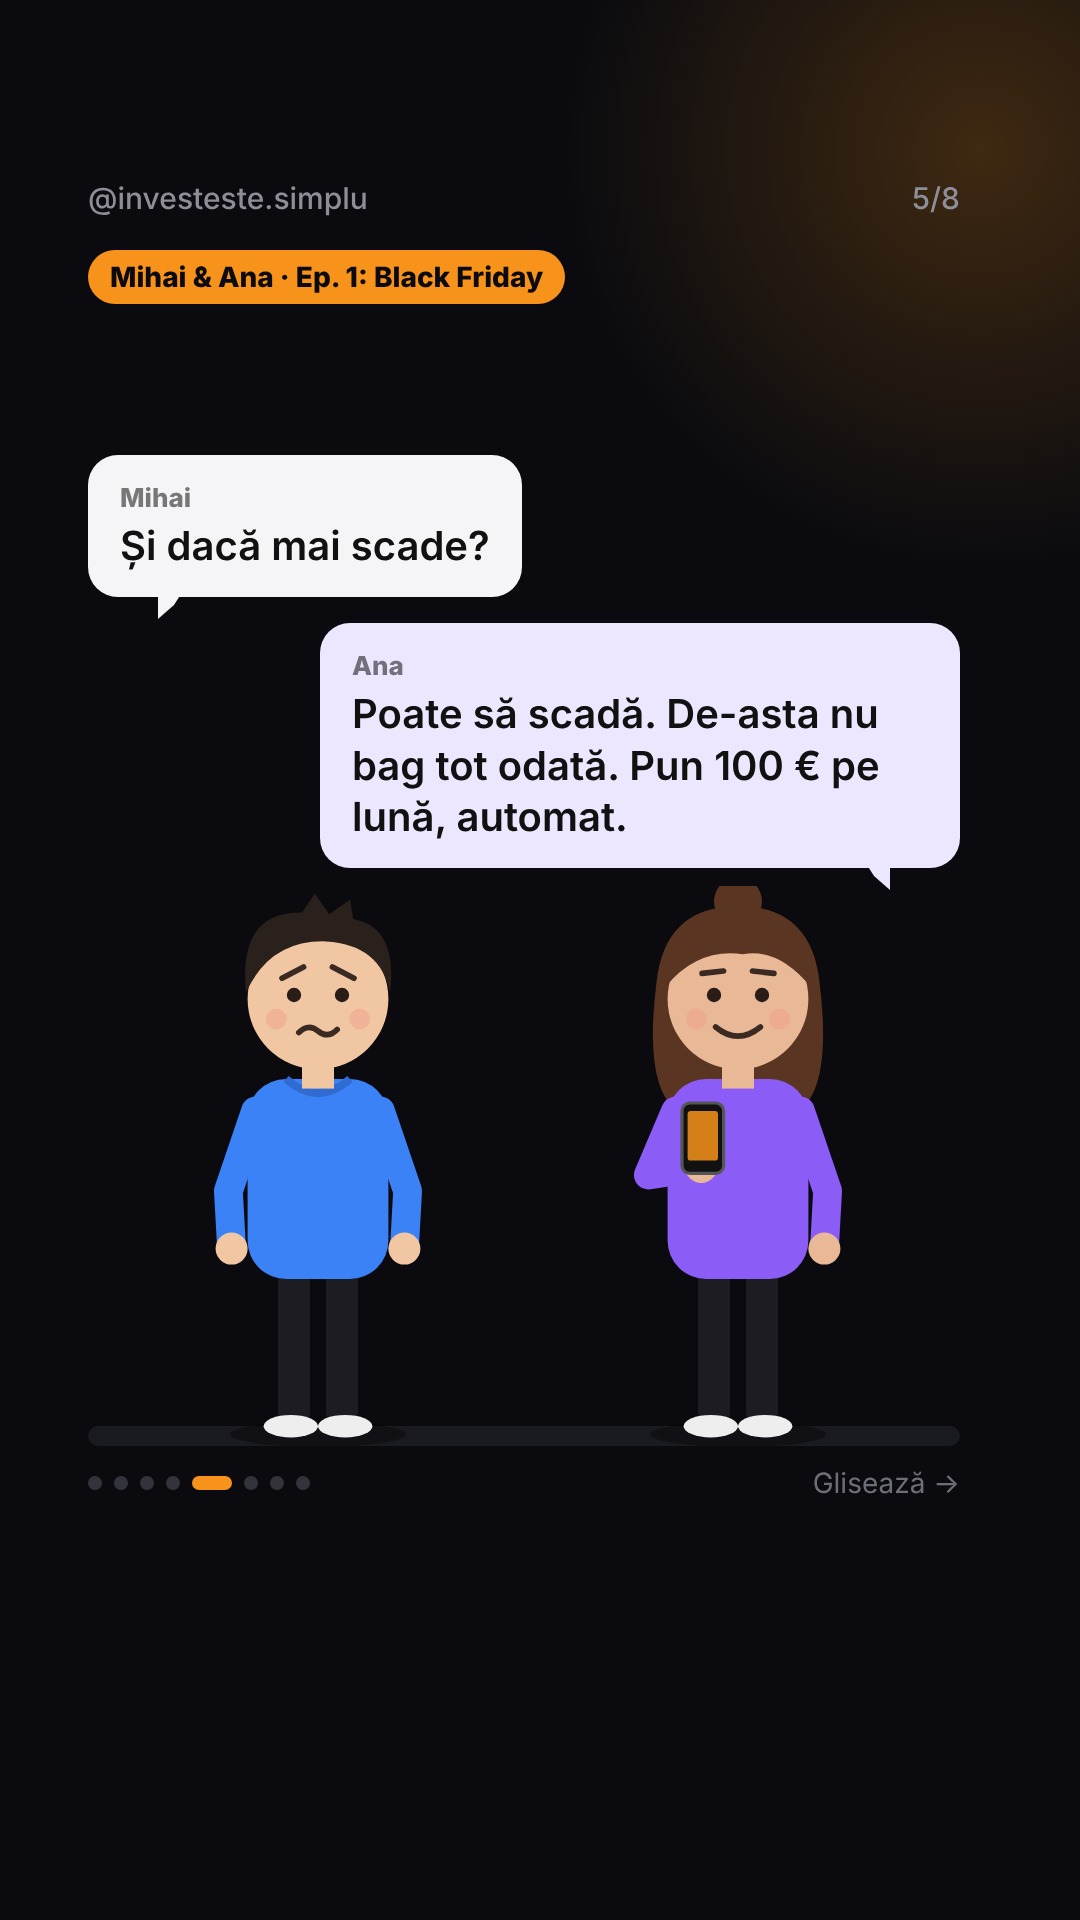 @investeste.simplu
5/8
Mihai & Ana · Ep. 1: Black Friday
Mihai
Și dacă mai scade?
Ana
Poate să scadă. De-asta nu
bag tot odată. Pun 100 € pe
lună, automat.
Glisează →